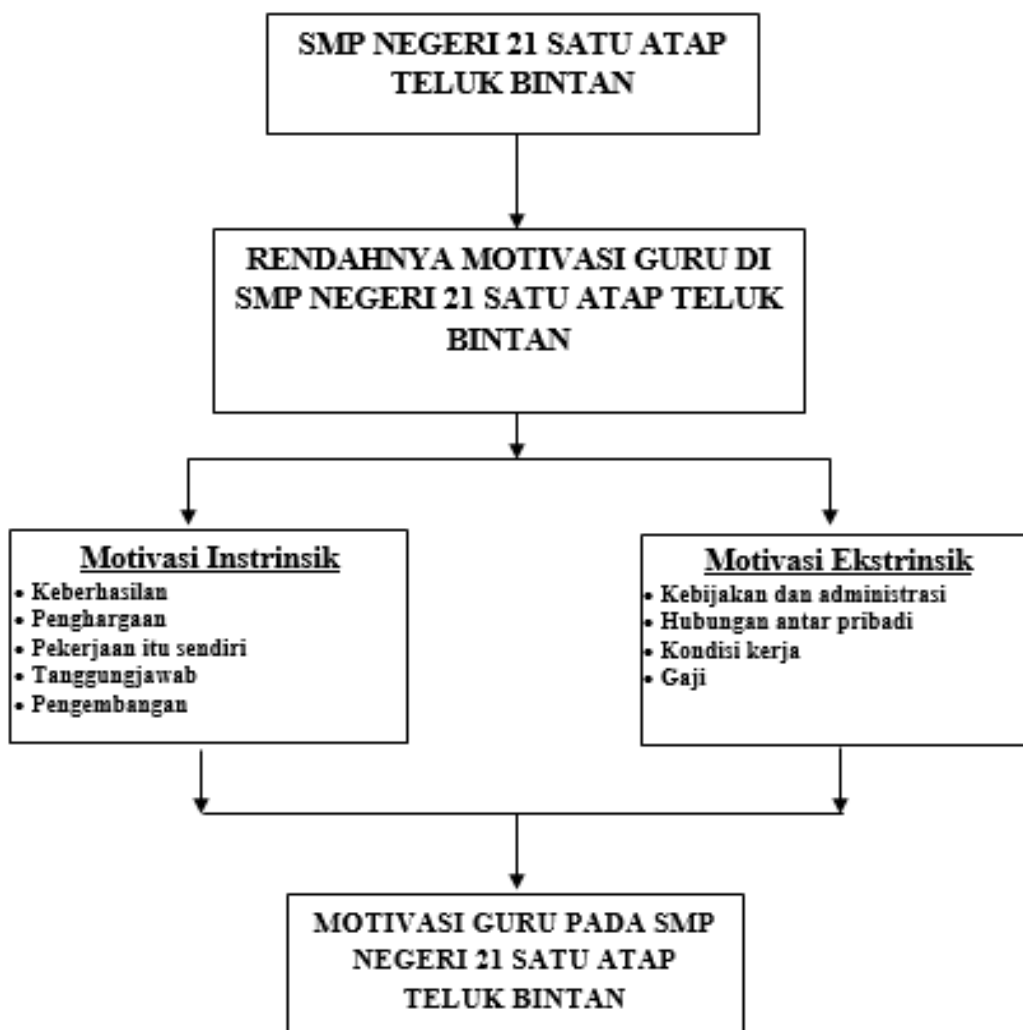 SMP NEGERI 21 SATU ATAP
TELUK BINTAN
RENDAHNYA MOTIVASI GURU DI
SMP NEGERI 21 SATU ATAP TELUK
BINTAN
Motivasi Instrinsik
• Keberhasilan
• Penghargaan
• Pekerjaan itu sendiri
• Tanggungjawab
• Pengembangan
Motivasi Ekstrinsik
• Kebijakan dan administrasi
• Hubungan antar pribadi
• Kondisi kerja
• Gaji
MOTIVASI GURU PADA SMP
NEGERI 21 SATU ATAP
TELUK BINTAN